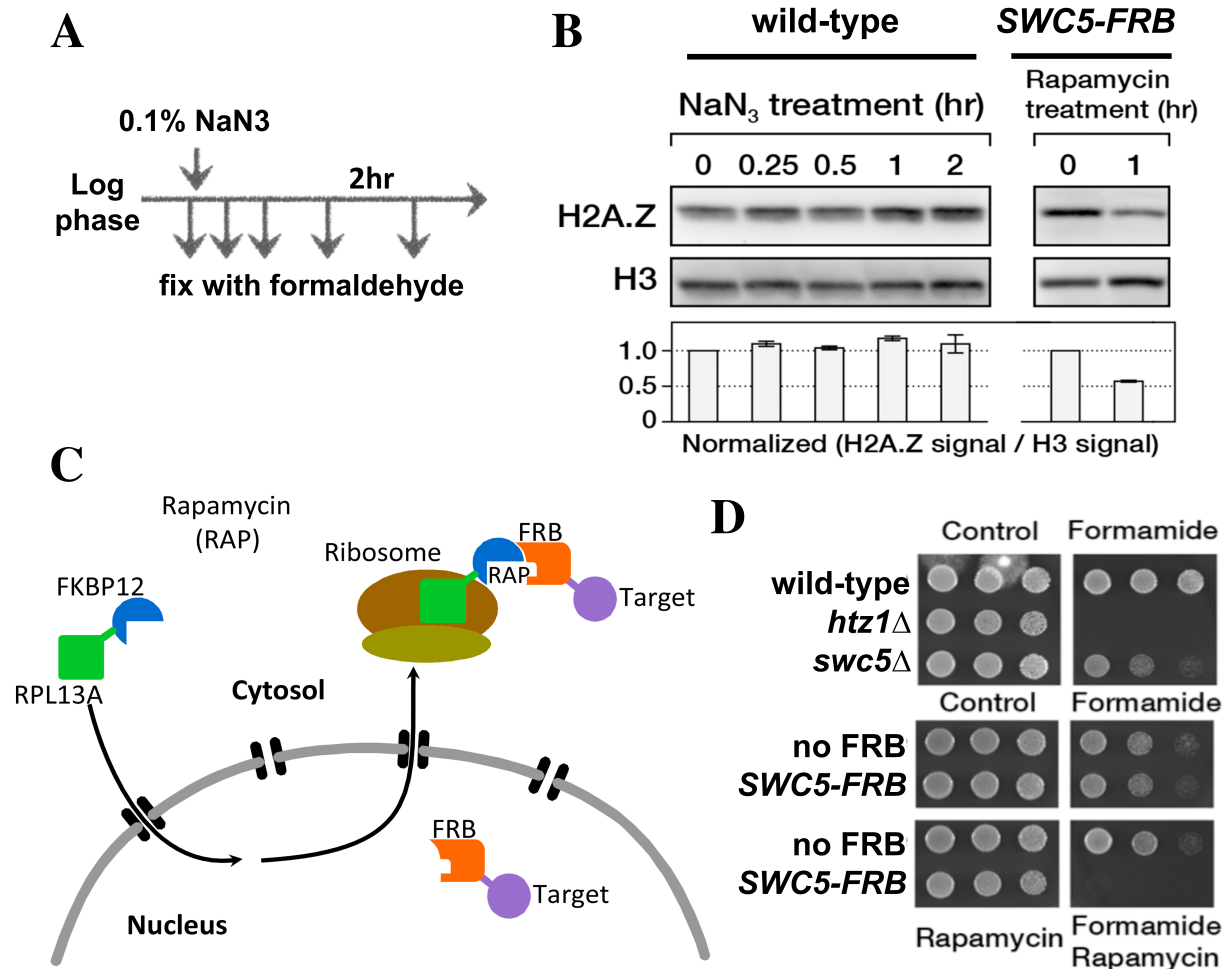 A
0.1% NaN3
Log
phase
2hr
fix with formaldehyde
B
wild-type
SWC5-FRB
NaN₃ treatment (hr)
Rapamycin
treatment (hr)
0 0.25 0.5 1 2
0 1
H2A.Z
H3
1.0
0.5
0
Normalized (H2A.Z signal / H3 signal)
C
Rapamycin
(RAP)
FKBP12
RPL13A
Ribosome
FRB
RAP
Target
Cytosol
FRB
Target
Nucleus
D
Control Formamide
wild-type
htz1Δ
swc5Δ
Control Formamide
no FRB
SWC5-FRB
no FRB
SWC5-FRB
Rapamycin
Formamide
Rapamycin